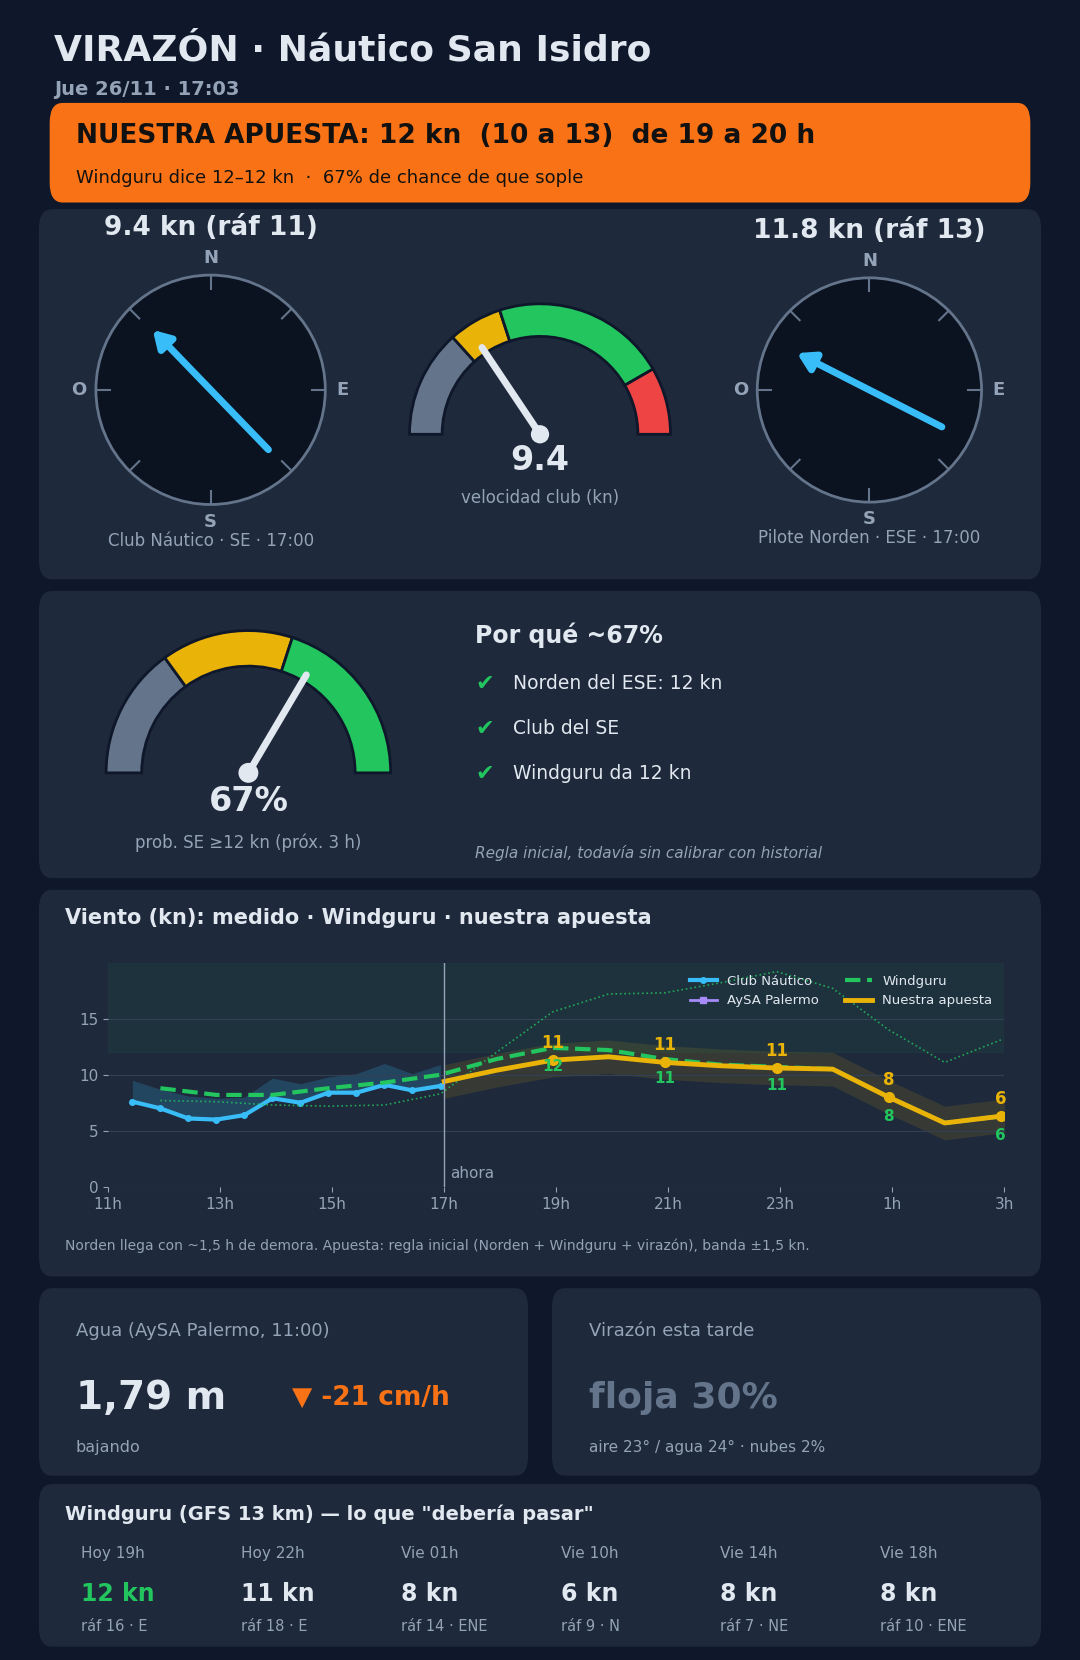 VIRAZÓN · Náutico San Isidro
Jue 26/11 · 17:03
NUESTRA APUESTA: 12 kn (10 a 13) de 19 a 20 h
Windguru dice 12–12 kn · 67% de chance de que sople
9.4 kn (ráf 11)
N
O
E
S
Club Náutico · SE · 17:00
9.4
velocidad club (kn)
11.8 kn (ráf 13)
N
O
E
S
Pilote Norden · ESE · 17:00
67%
prob. SE ≥12 kn (próx. 3 h)
Por qué ~67%
✔ Norden del ESE: 12 kn
✔ Club del SE
✔ Windguru da 12 kn
Regla inicial, todavía sin calibrar con historial
Viento (kn): medido · Windguru · nuestra apuesta
Club Náutico
AySA Palermo
Windguru
Nuestra apuesta
15
10
5
0
11 11 11 8 6
12 11 11 8 6
ahora
11h 13h 15h 17h 19h 21h 23h 1h 3h
Norden llega con ~1,5 h de demora. Apuesta: regla inicial (Norden + Windguru + virazón), banda ±1,5 kn.
Agua (AySA Palermo, 11:00)
1,79 m ▼ -21 cm/h
bajando
Virazón esta tarde
floja 30%
aire 23° / agua 24° · nubes 2%
Windguru (GFS 13 km) — lo que "debería pasar"
Hoy 19h Hoy 22h Vie 01h Vie 10h Vie 14h Vie 18h
12 kn 11 kn 8 kn 6 kn 8 kn 8 kn
ráf 16 · E ráf 18 · E ráf 14 · ENE ráf 9 · N ráf 7 · NE ráf 10 · ENE